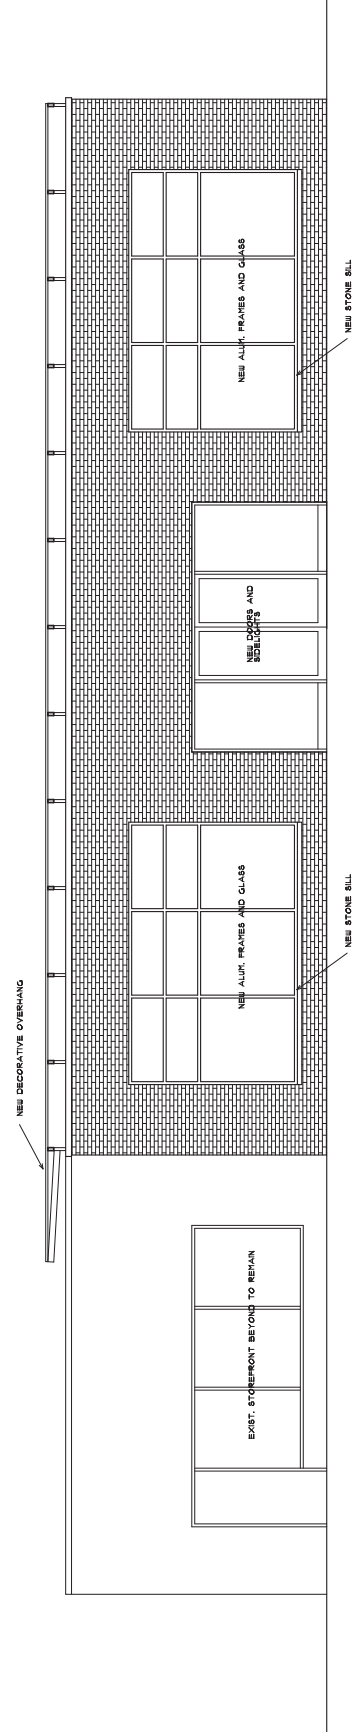 NEW DECORATIVE OVERHANG
EXIST. STOREFRONT BEYOND TO REMAIN
NEW ALUM. FRAMES AND GLASS
NEW STONE SILL
NEW DOORS AND
SIDELIGHTS
NEW ALUM. FRAMES AND GLASS
NEW STONE SILL